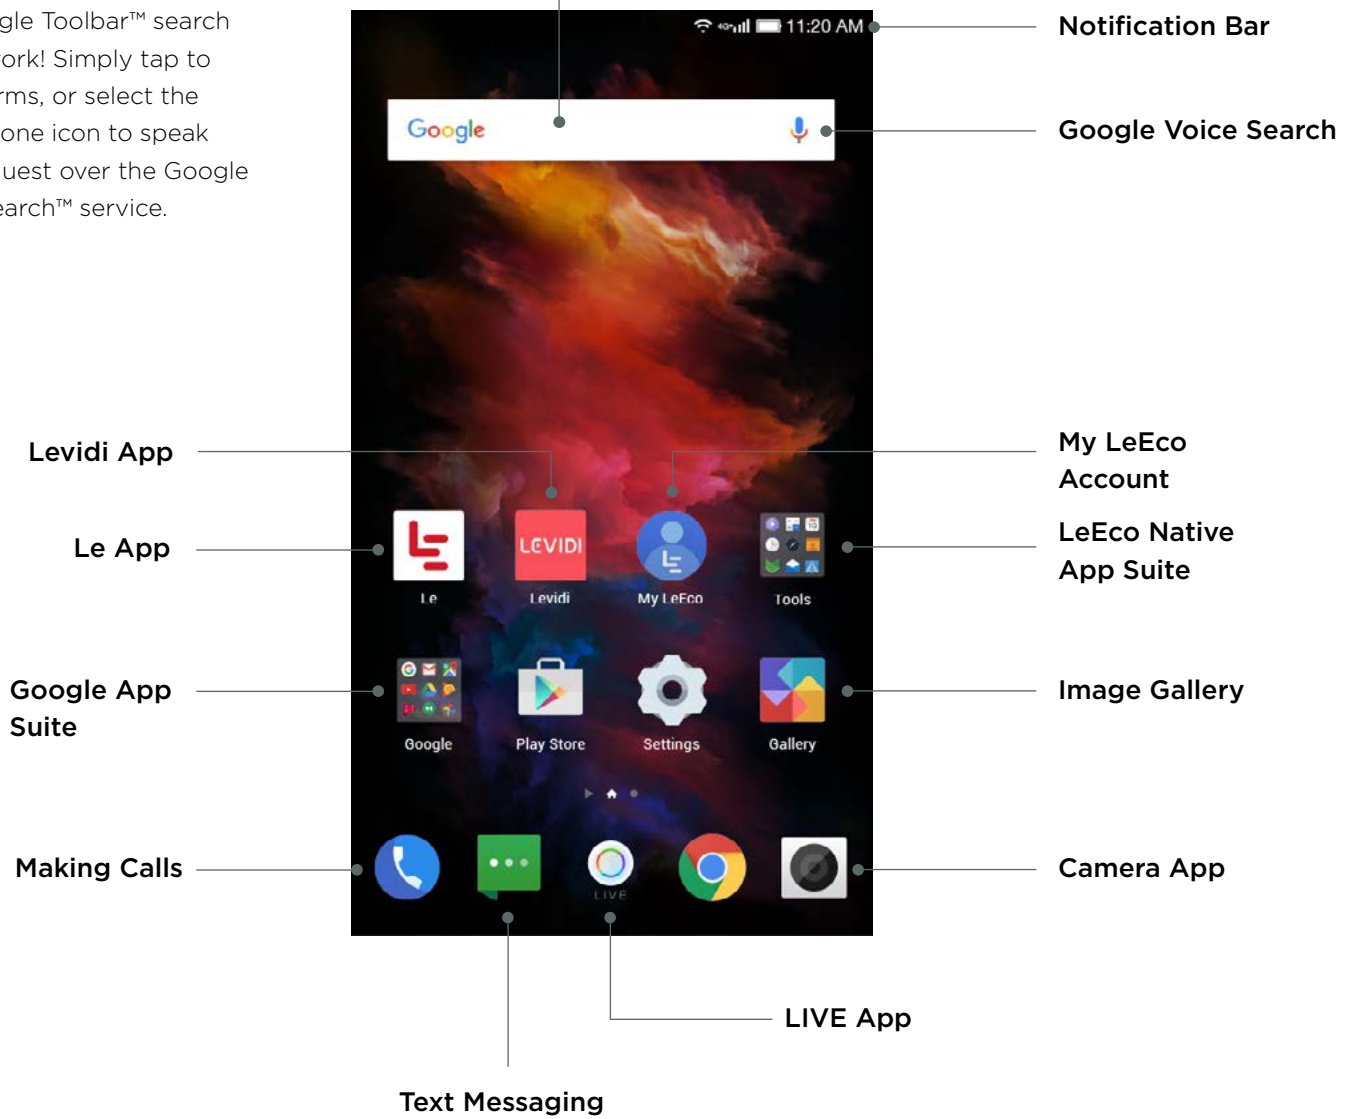 gle Toolbar™ search
ork! Simply tap to
rms, or select the
one icon to speak
uest over the Google
earch™ service.
11:20 AM
Notification Bar
Google
Google Voice Search
Levidi App
My LeEco
Account
Le App
LEVIDI
LeEco Native
App Suite
Le
Levidi
My LeEco
Tools
Google App
Suite
Image Gallery
Google
Play Store
Settings
Gallery
Making Calls
LIVE
Camera App
LIVE App
Text Messaging